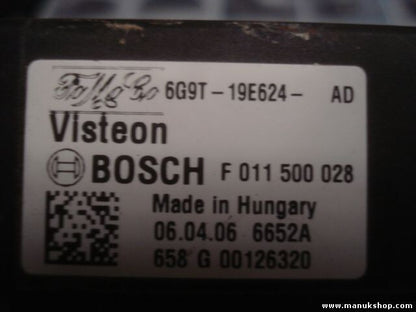 FoMoCo 6G9T-19E624- AD
Visteon
BOSCH F 011 500 028
Made in Hungary
06.04.06 6652A
658 G 00126320
www.manukshop.com